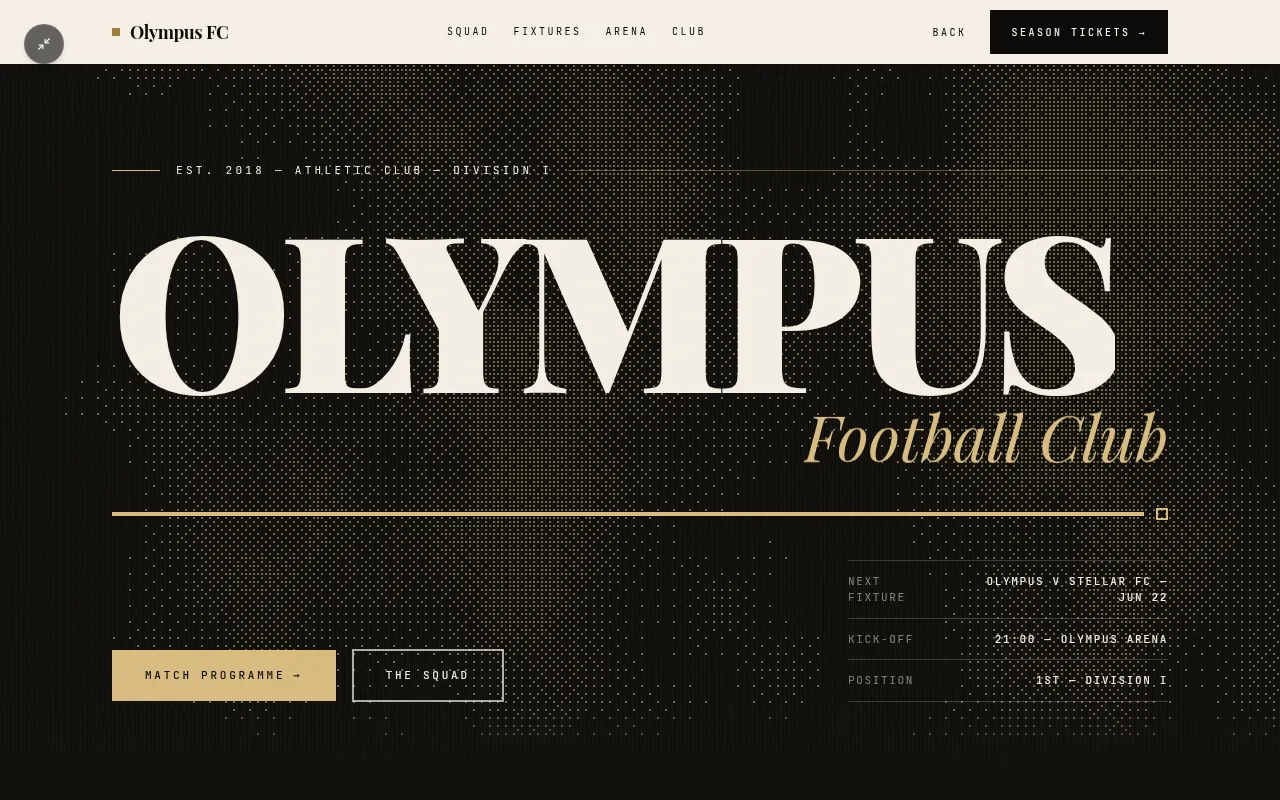 Olympus FC
SQUAD FIXTURES ARENA CLUB
BACK
SEASON TICKETS →
EST. 2018 — ATHLETIC CLUB — DIVISION I
OLYMPUS
Football Club
NEXT FIXTURE
OLYMPUS V STELLAR FC — JUN 22
KICK-OFF
21:00 — OLYMPUS ARENA
POSITION
1ST — DIVISION I
MATCH PROGRAMME →
THE SQUAD